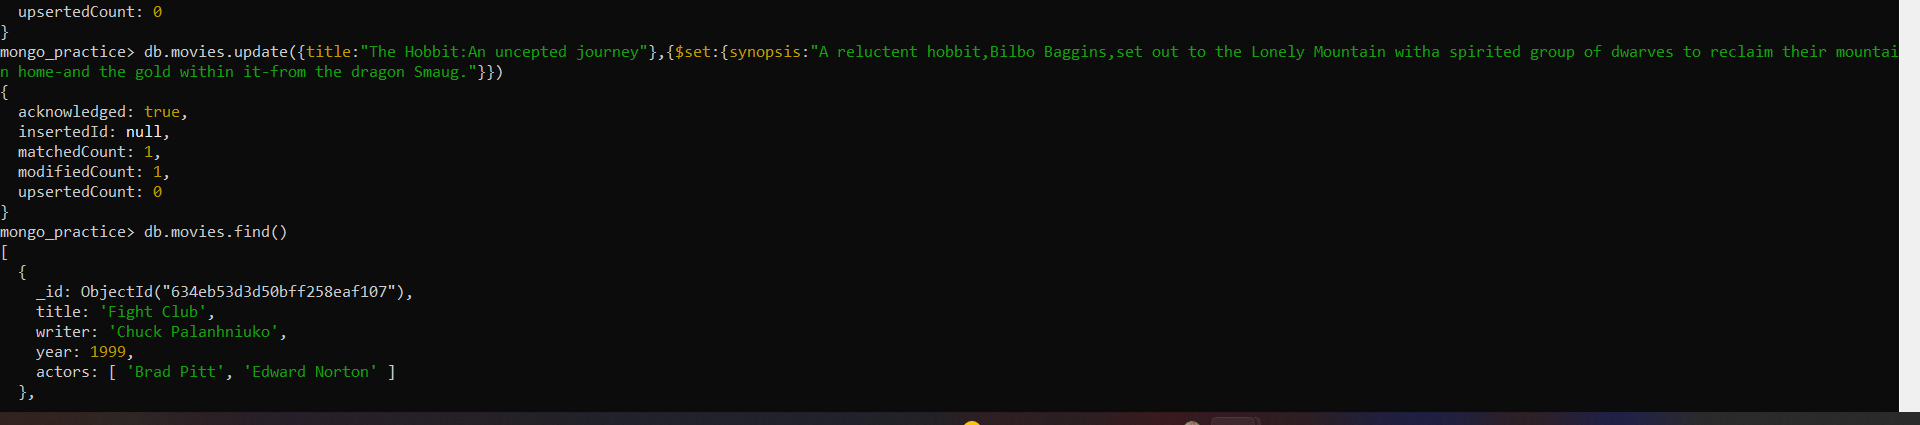 upsertedCount: 0
}
mongo_practice> db.movies.update({title:"The Hobbit:An uncepted journey"},{$set:{synopsis:"A reluctent hobbit,Bilbo Baggins,set out to the Lonely Mountain witha spirited group of dwarves to reclaim their mountai
n home-and the gold within it-from the dragon Smaug."}})
{
acknowledged: true,
insertedId: null,
matchedCount: 1,
modifiedCount: 1,
upsertedCount: 0
}
mongo_practice> db.movies.find()
[
{
_id: ObjectId("634eb53d3d50bff258eaf107"),
title: 'Fight Club',
writer: 'Chuck Palanhniuko',
year: 1999,
actors: [ 'Brad Pitt', 'Edward Norton' ]
},